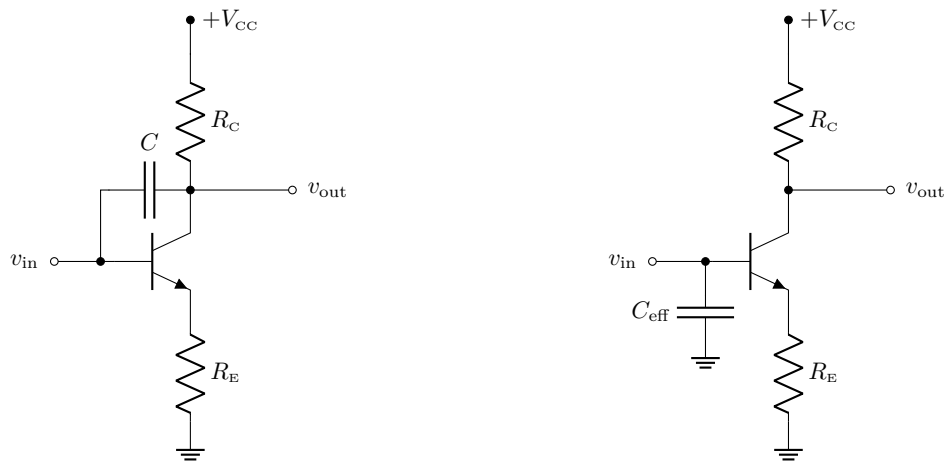 +V_CC
R_C
C
v_out
v_in
R_E
+V_CC
R_C
v_out
v_in
C_eff
R_E